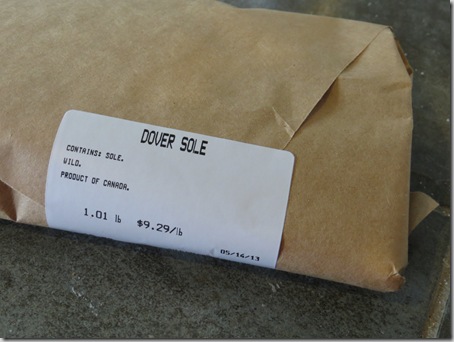 DOVER SOLE
CONTAINS: SOLE.
WILD.
PRODUCT OF CANADA.
1.01 lb $9.29/lb
05/14/13